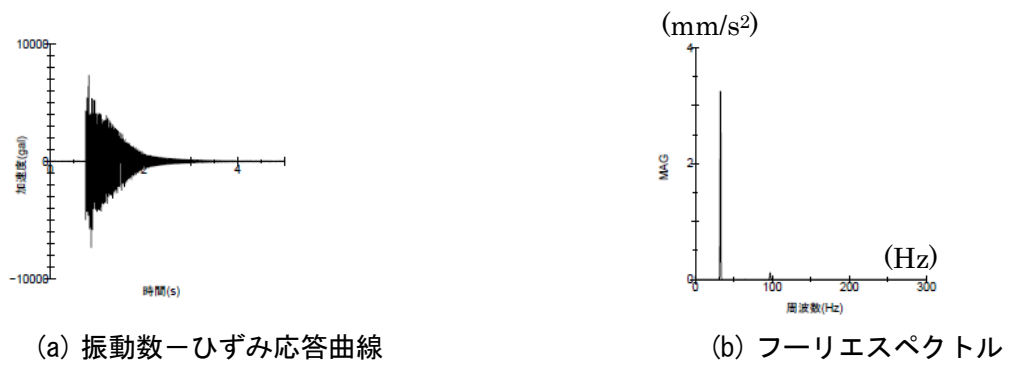 10000
0
-10000
0
2
4
加速度(gal)
時間(s)
(a) 振動数－ひずみ応答曲線
(mm/s²)
4
2
0
MAG
0
100
200
300
(Hz)
周波数(Hz)
(b) フーリエスペクトル